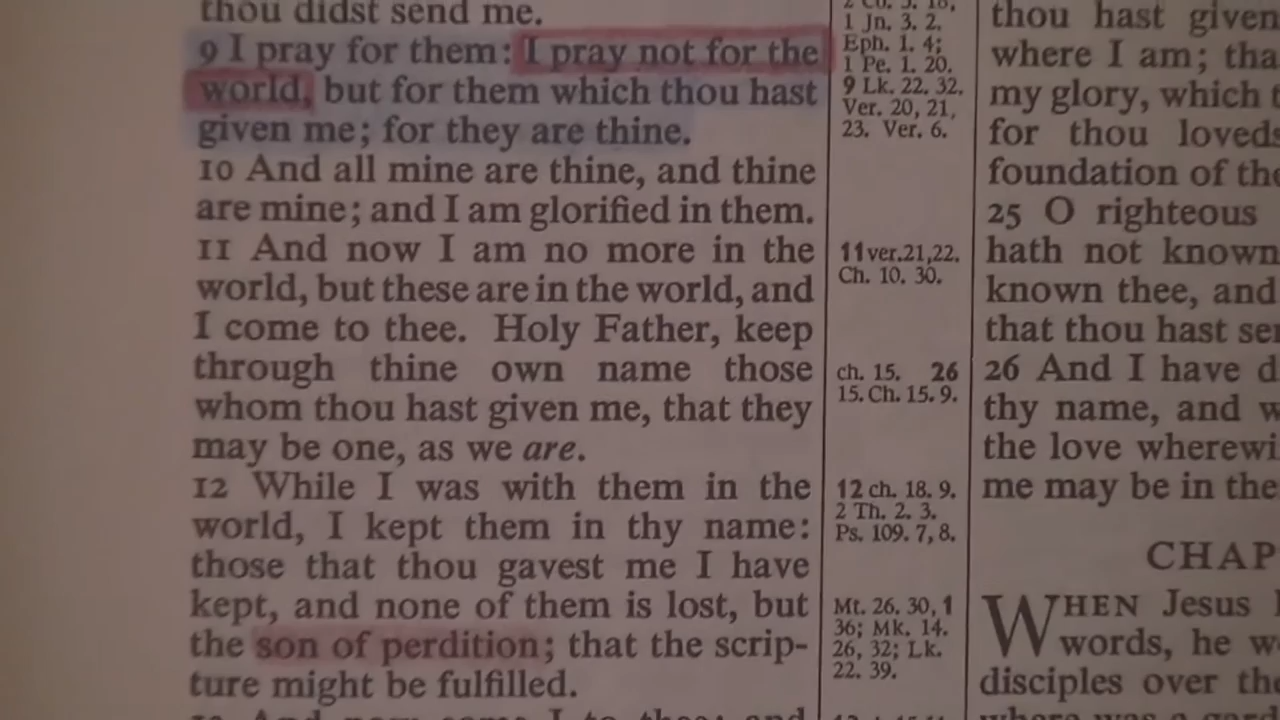 thou didst send me.
9 I pray for them: I pray not for the
world, but for them which thou hast
given me; for they are thine.
10 And all mine are thine, and thine
are mine; and I am glorified in them.
11 And now I am no more in the
world, but these are in the world, and
I come to thee. Holy Father, keep
through thine own name those
whom thou hast given me, that they
may be one, as we are.
12 While I was with them in the
world, I kept them in thy name:
those that thou gavest me I have
kept, and none of them is lost, but
the son of perdition; that the scrip-
ture might be fulfilled.
1 Jn. 3. 2.
Eph. 1. 4;
1 Pe. 1. 20.
9 Lk. 22. 32.
Ver. 20, 21,
23. Ver. 6.
11 ver. 21, 22.
Ch. 10. 30.
ch. 15. 26
15. Ch. 15. 9.
12 ch. 18. 9.
2 Th. 2. 3.
Ps. 109. 7, 8.
Mt. 26. 30, 1
36; Mk. 14.
26, 32; Lk.
22. 39.
thou hast given
where I am; tha
my glory, which t
for thou loveds
foundation of the
25 O righteous
hath not known
known thee, and
that thou hast sen
26 And I have d
thy name, and w
the love wherewi
me may be in the
CHAP
WHEN Jesus
words, he w
disciples over the